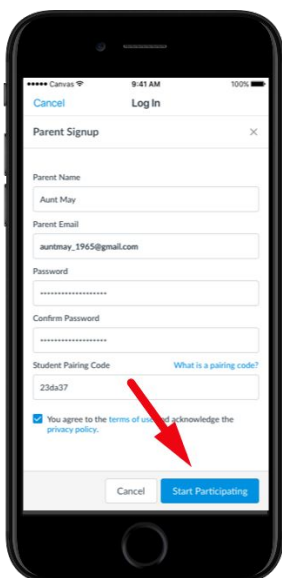 ••••• Canvas 9:41 AM 100%
Cancel Log In
Parent Signup ×
Parent Name
Aunt May
Parent Email
auntmay_1965@gmail.com
Password
••••••••••••••••••
Confirm Password
••••••••••••••••••
Student Pairing Code What is a pairing code?
23da37
You agree to the terms of use and acknowledge the
privacy policy.
Cancel Start Participating